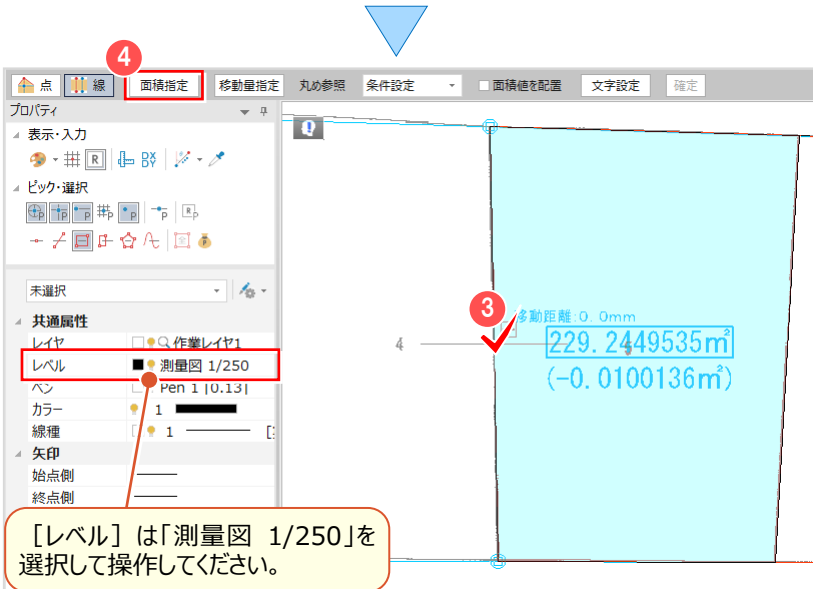 4
点 線 面積指定 移動量指定 丸め参照 条件設定 面積値を配置 文字設定 確定
プロパティ
表示・入力
R DX DY
ピック・選択
P P P P P P R P
P
未選択
共通属性
レイヤ 作業レイヤ1
レベル 測量図 1/250
ペン Pen 1 [0.13]
カラー 1
線種 1
矢印
始点側
終点側
[レベル] は「測量図 1/250」を
選択して操作してください。
3
移動距離:0.0mm
4
229.2449535㎡
(-0.0100136㎡)